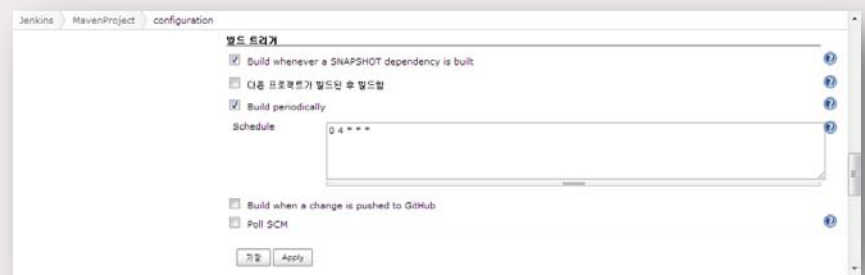 Jenkins MavenProject configuration
빌드 트리거
Build whenever a SNAPSHOT dependency is built
다른 프로젝트가 빌드된 후 빌드함
Build periodically
Schedule
0 4 * * *
Build when a change is pushed to GitHub
Poll SCM
저장 Apply